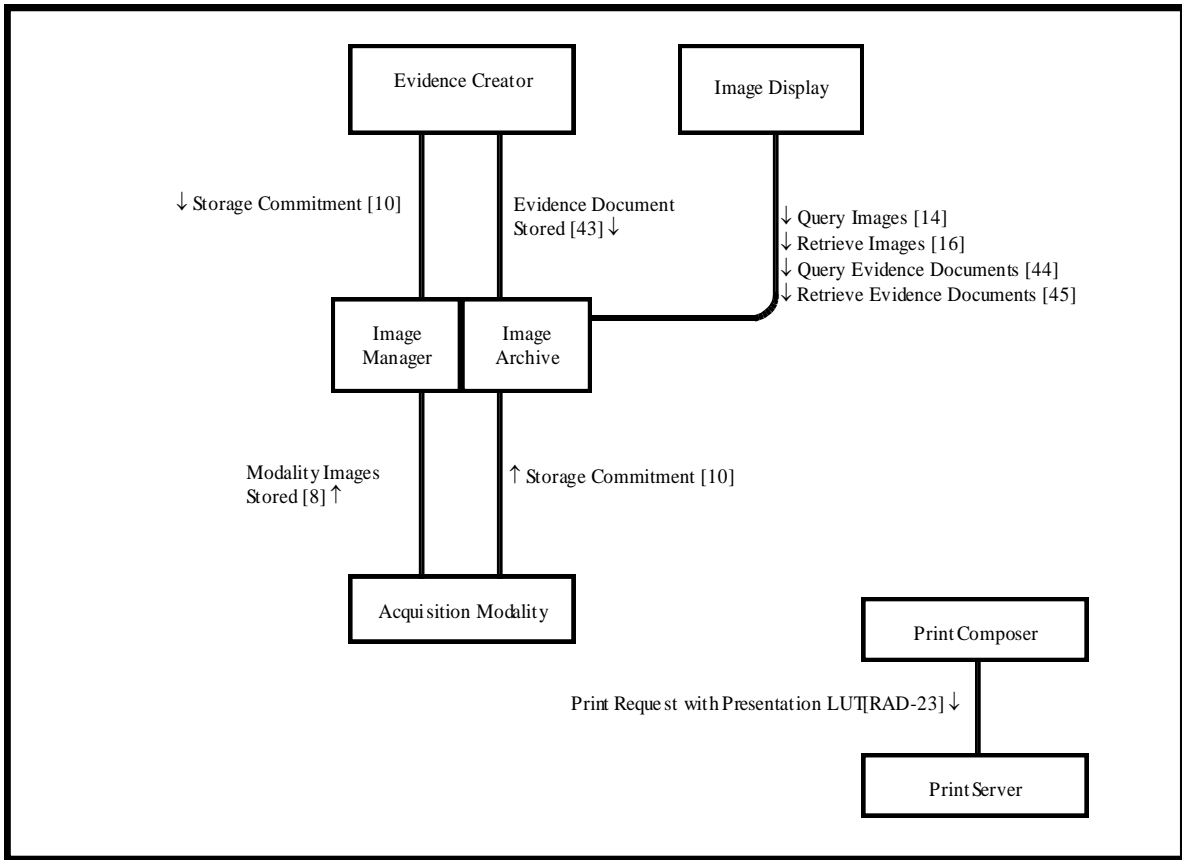 Evidence Creator
Image Display
↓ Storage Commitment [10]
Evidence Document
Stored [43] ↓
↓ Query Images [14]
↓ Retrieve Images [16]
↓ Query Evidence Documents [44]
↓ Retrieve Evidence Documents [45]
Image
Manager
Image
Archive
Modality Images
Stored [8] ↑
↑ Storage Commitment [10]
Acquisition Modality
Print Composer
Print Request with Presentation LUT[RAD-23] ↓
Print Server